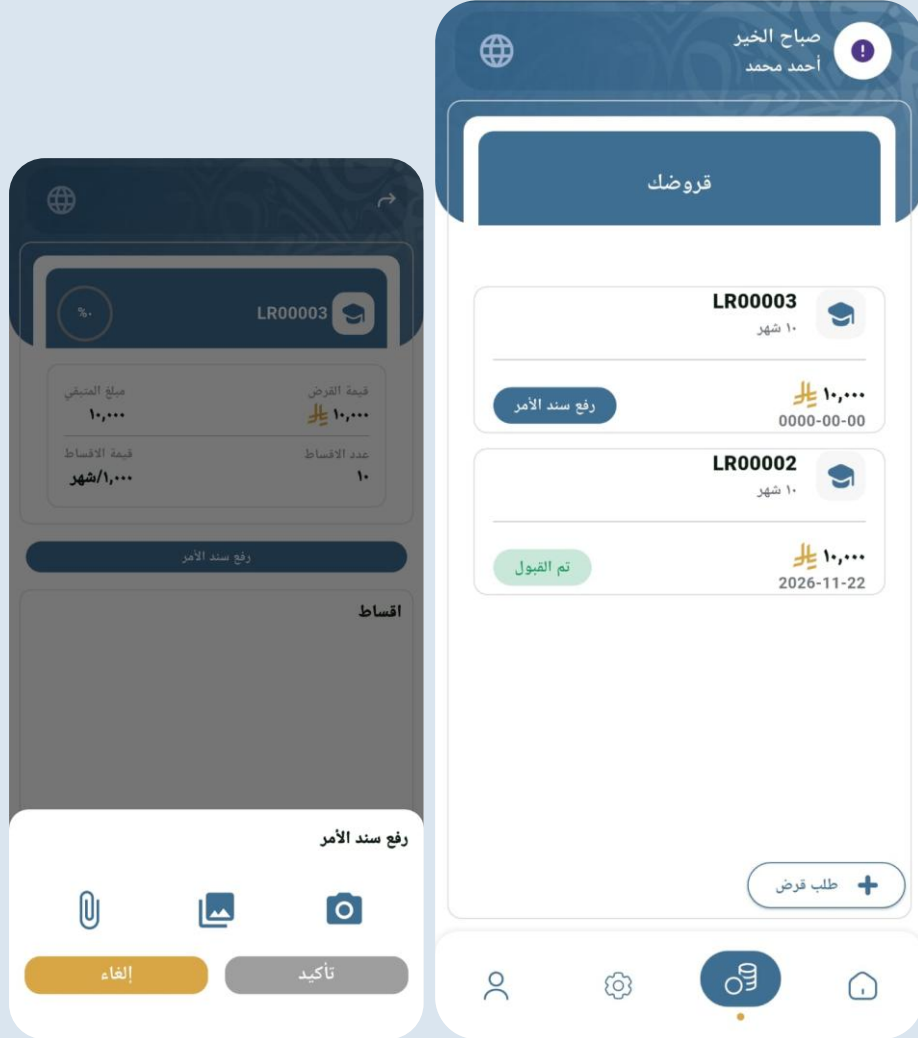 صباح الخير
أحمد محمد
قروضك
LR00003
١٠ شهر
١٠,٠٠٠
0000-00-00
رفع سند الأمر
LR00002
١٠ شهر
١٠,٠٠٠
2026-11-22
تم القبول
طلب قرض
LR00003
٠%
قيمة القرض
١٠,٠٠٠
مبلغ المتبقي
١٠,٠٠٠
عدد الاقساط
١٠
قيمة الاقساط
١,٠٠٠/شهر
رفع سند الأمر
اقساط
رفع سند الأمر
تأكيد
إلغاء